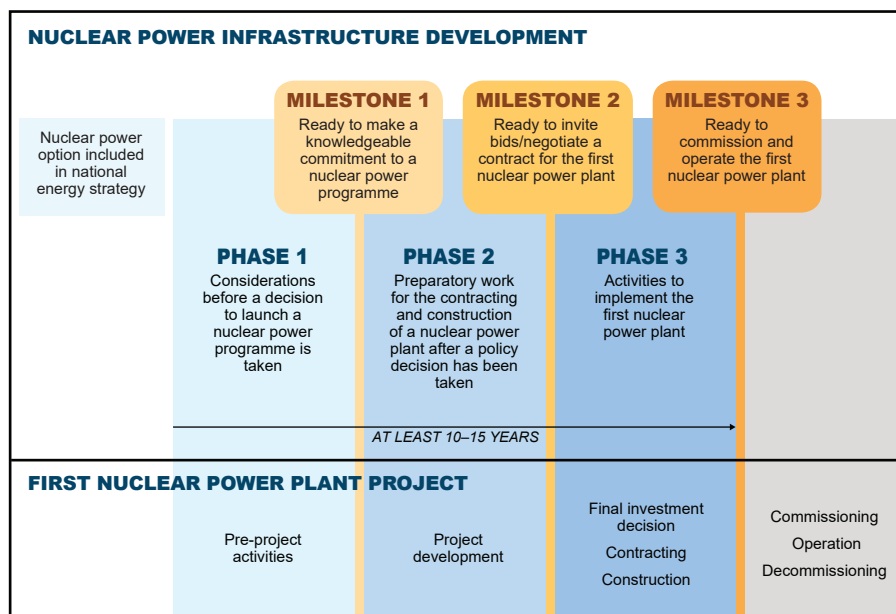 NUCLEAR POWER INFRASTRUCTURE DEVELOPMENT
Nuclear power
option included
in national
energy strategy
MILESTONE 1
Ready to make a
knowledgeable
commitment to a
nuclear power
programme
MILESTONE 2
Ready to invite
bids/negotiate a
contract for the first
nuclear power plant
MILESTONE 3
Ready to
commission and
operate the first
nuclear power plant
PHASE 1
Considerations
before a decision
to launch a
nuclear power
programme is
taken
PHASE 2
Preparatory work
for the contracting
and construction
of a nuclear power
plant after a policy
decision has been
taken
PHASE 3
Activities to
implement the
first nuclear
power plant
AT LEAST 10–15 YEARS
FIRST NUCLEAR POWER PLANT PROJECT
Pre-project
activities
Project
development
Final investment
decision
Contracting
Construction
Commissioning
Operation
Decommissioning